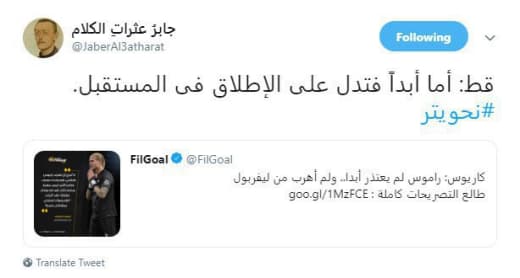 جابرَ عثراتِ الكلام
@JaberAl3atharat
Following
قط: أما أبداً فتدل على الإطلاق فى المستقبل.
#نحويتر
FilGoal @FilGoal
كاريوس: راموس لم يعتذر أبدا.. ولم أهرب من ليفربول
طالع التصريحات كاملة : goo.gl/1MzFCE
Translate Tweet